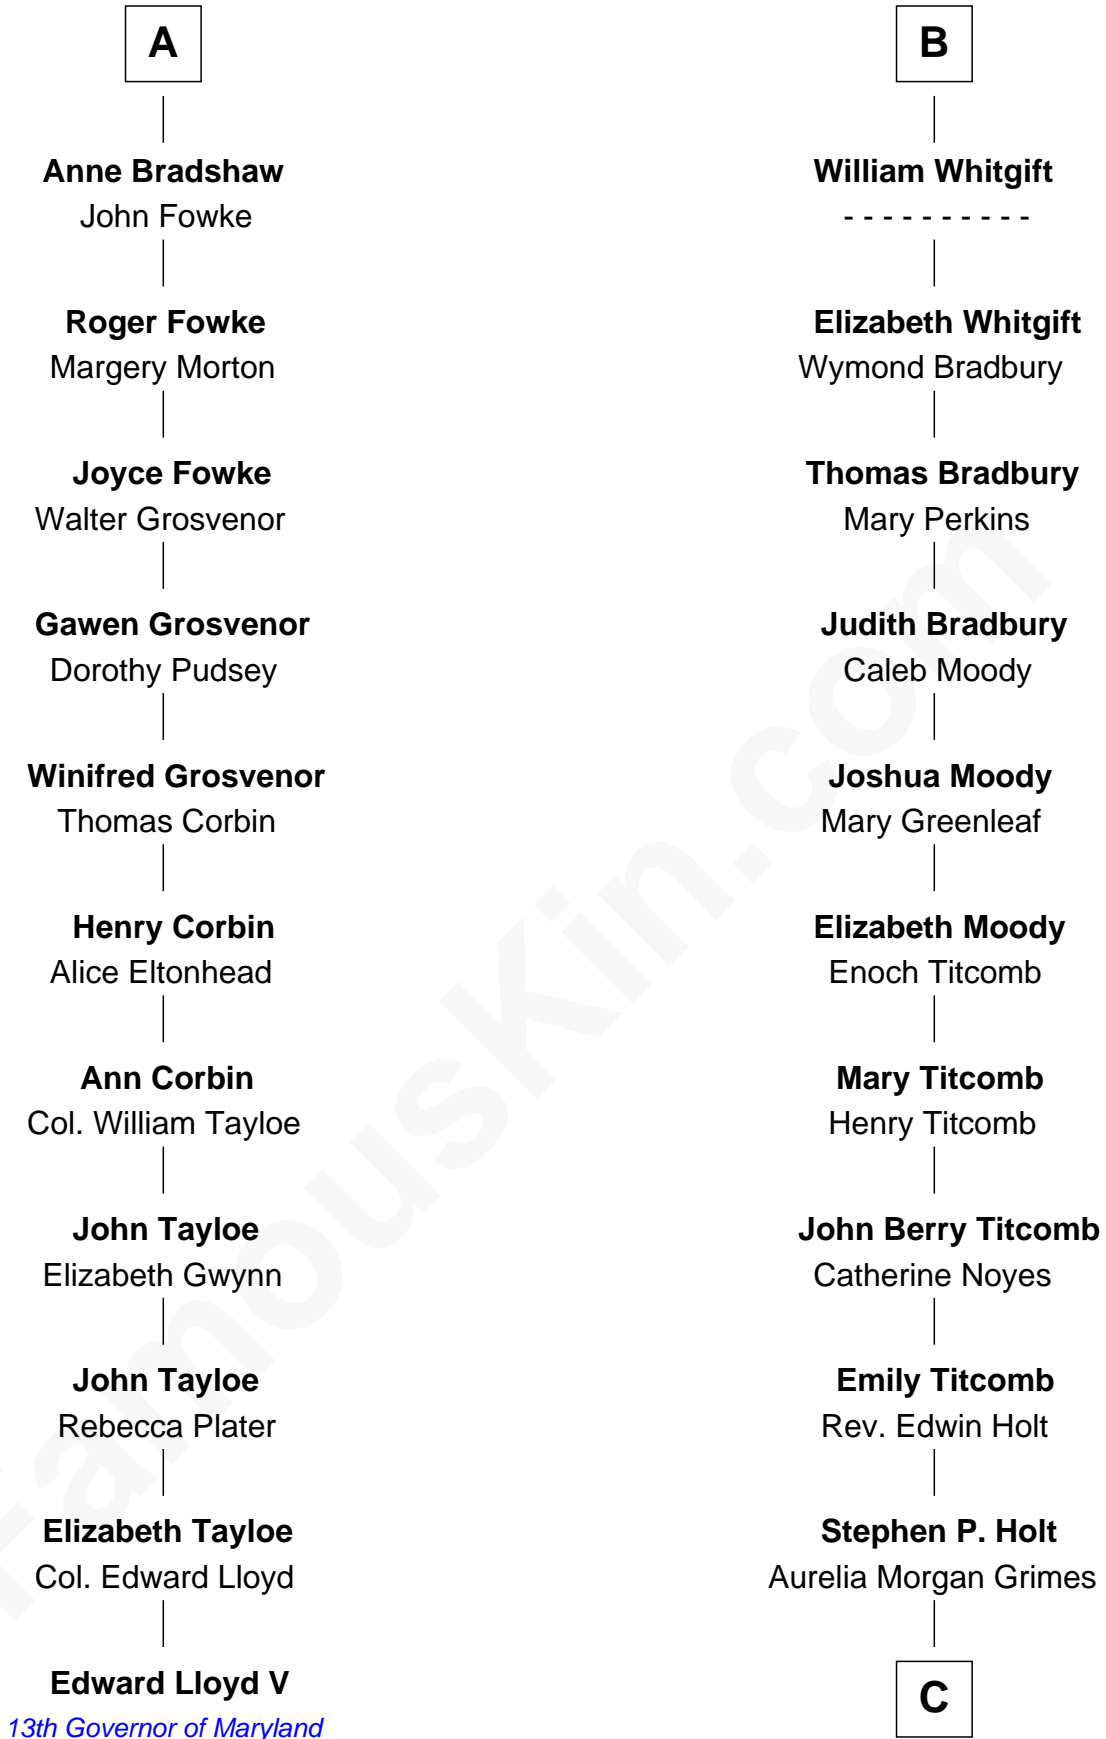 A
Anne Bradshaw
John Fowke
Roger Fowke
Margery Morton
Joyce Fowke
Walter Grosvenor
Gawen Grosvenor
Dorothy Pudsey
Winifred Grosvenor
Thomas Corbin
Henry Corbin
Alice Eltonhead
Ann Corbin
Col. William Tayloe
John Tayloe
Elizabeth Gwynn
John Tayloe
Rebecca Plater
Elizabeth Tayloe
Col. Edward Lloyd
Edward Lloyd V
13th Governor of Maryland
B
William Whitgift
- - - - - - - - - -
Elizabeth Whitgift
Wymond Bradbury
Thomas Bradbury
Mary Perkins
Judith Bradbury
Caleb Moody
Joshua Moody
Mary Greenleaf
Elizabeth Moody
Enoch Titcomb
Mary Titcomb
Henry Titcomb
John Berry Titcomb
Catherine Noyes
Emily Titcomb
Rev. Edwin Holt
Stephen P. Holt
Aurelia Morgan Grimes
C
FamousKin.com